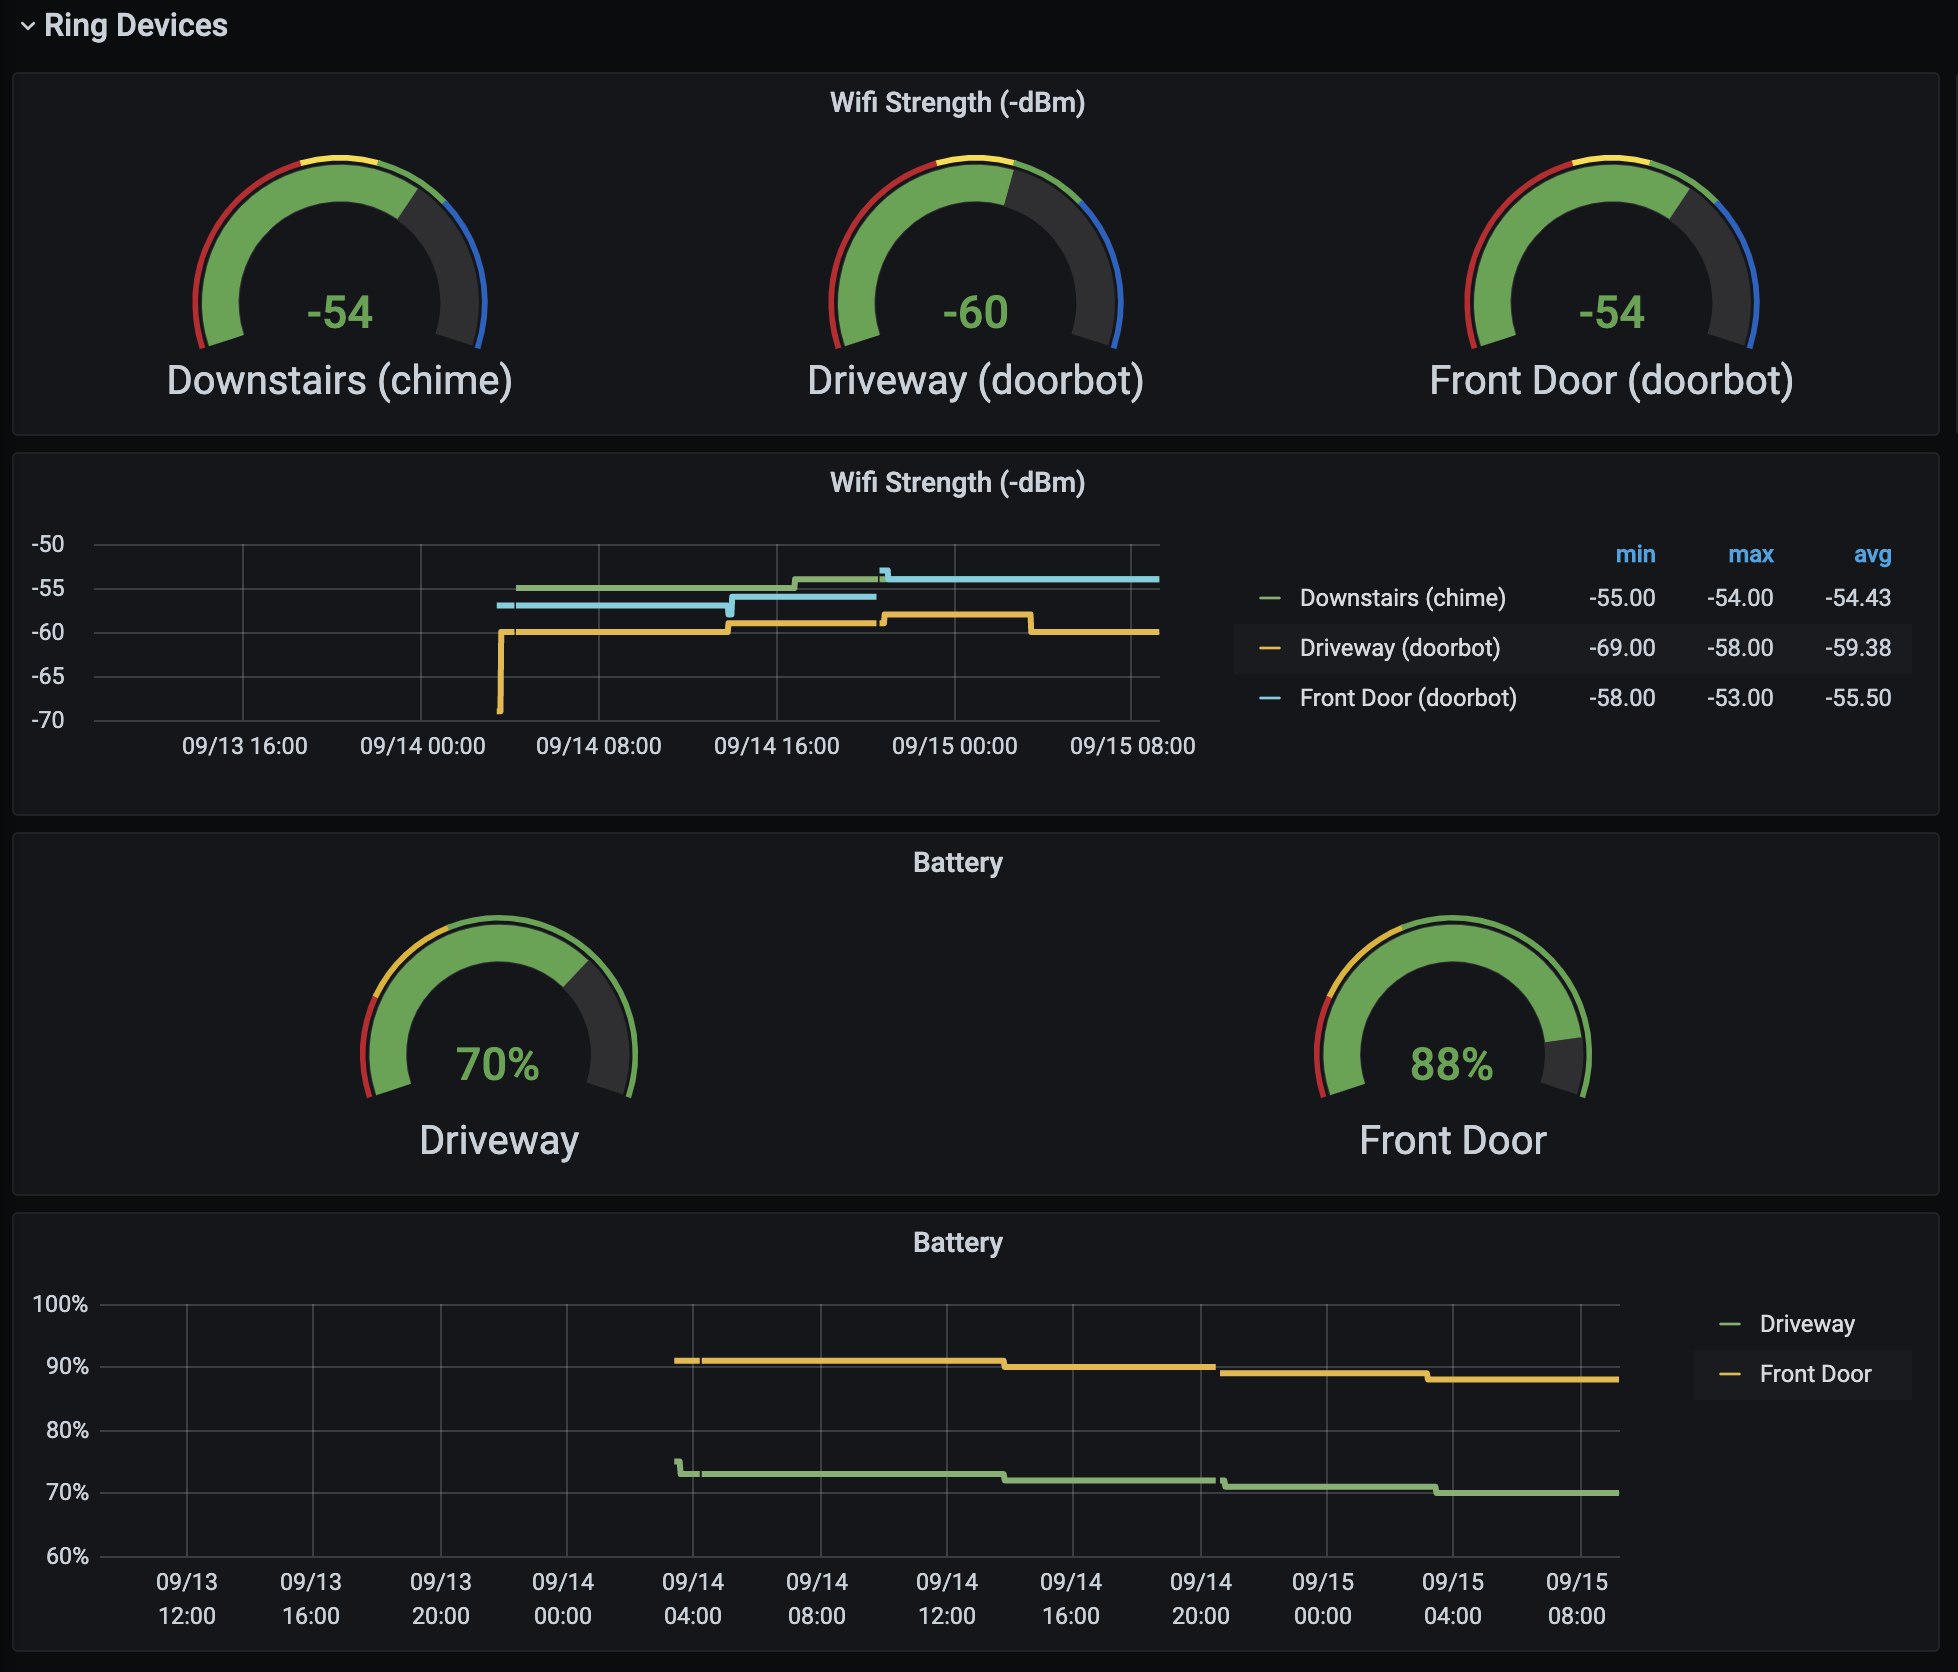 Ring Devices
Wifi Strength (-dBm)
-54
-60
-54
Downstairs (chime)
Driveway (doorbot)
Front Door (doorbot)
Wifi Strength (-dBm)
-50
-55
-60
-65
-70
09/13 16:00
09/14 00:00
09/14 08:00
09/14 16:00
09/15 00:00
09/15 08:00
min max avg
Downstairs (chime) -55.00 -54.00 -54.43
Driveway (doorbot) -69.00 -58.00 -59.38
Front Door (doorbot) -58.00 -53.00 -55.50
Battery
70%
88%
Driveway
Front Door
Battery
100%
90%
80%
70%
60%
09/13 12:00
09/13 16:00
09/13 20:00
09/14 00:00
09/14 04:00
09/14 08:00
09/14 12:00
09/14 16:00
09/14 20:00
09/15 00:00
09/15 04:00
09/15 08:00
Driveway
Front Door